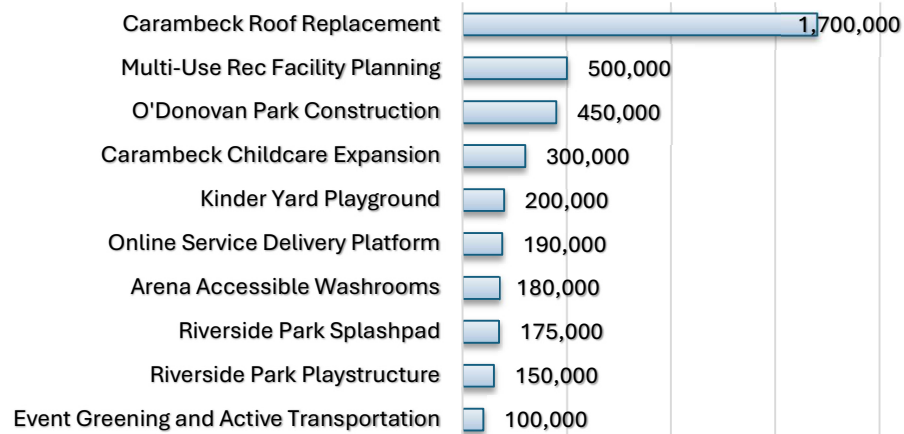 Carambeck Roof Replacement 1,700,000
Multi-Use Rec Facility Planning 500,000
O'Donovan Park Construction 450,000
Carambeck Childcare Expansion 300,000
Kinder Yard Playground 200,000
Online Service Delivery Platform 190,000
Arena Accessible Washrooms 180,000
Riverside Park Splashpad 175,000
Riverside Park Playstructure 150,000
Event Greening and Active Transportation 100,000